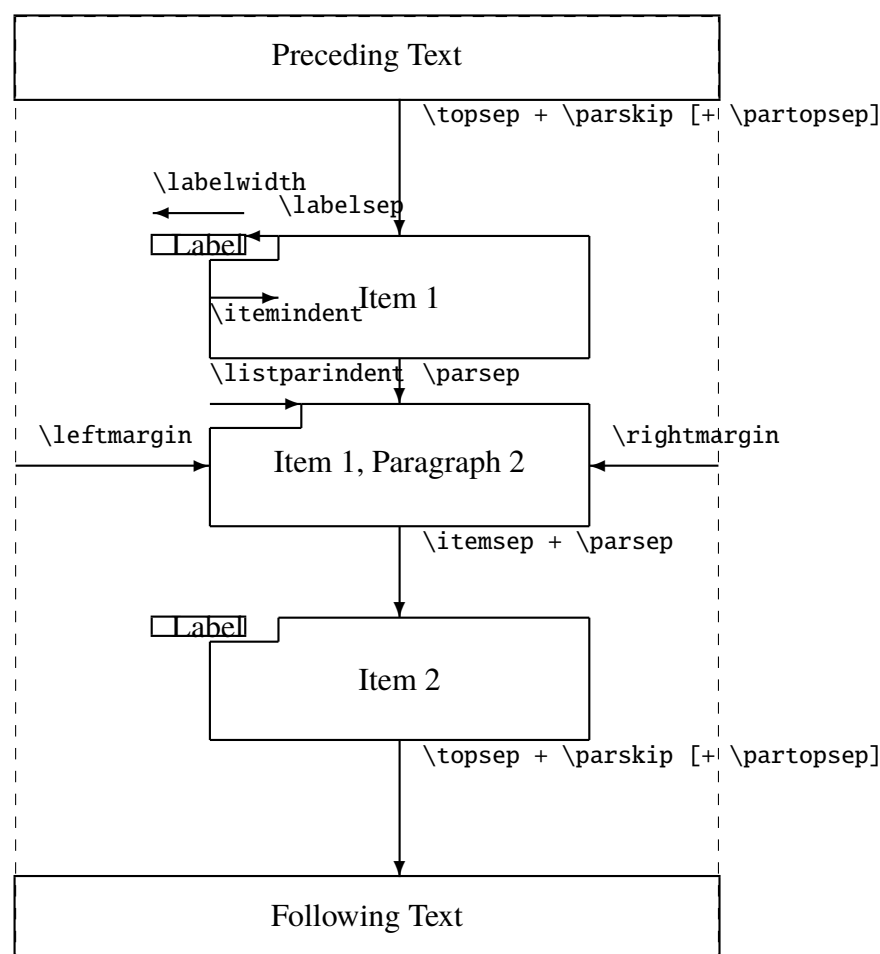 Preceding Text
\topsep + \parskip [+ \partopsep]
\labelwidth
\labelsep
Label
Item 1
\itemindent
\listparindent \parsep
\leftmargin
\rightmargin
Item 1, Paragraph 2
\itemsep + \parsep
Label
Item 2
\topsep + \parskip [+ \partopsep]
Following Text